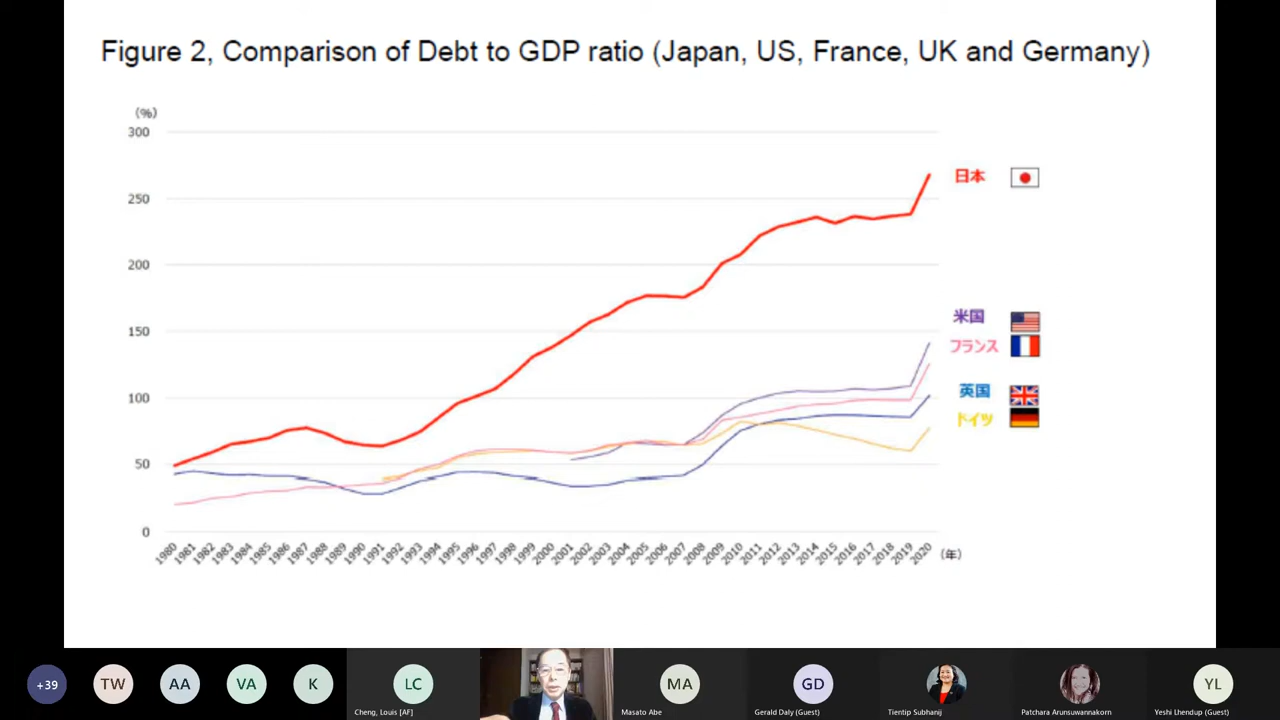 Figure 2, Comparison of Debt to GDP ratio (Japan, US, France, UK and Germany)
(%)
300
250
200
150
100
50
0
日本
米国
フランス
英国
ドイツ
1980 1981 1982 1983 1984 1985 1986 1987 1988 1989 1990 1991 1992 1993 1994 1995 1996 1997 1998 1999 2000 2001 2002 2003 2004 2005 2006 2007 2008 2009 2010 2011 2012 2013 2014 2015 2016 2017 2018 2019 2020 (年)
+39 TW AA VA K LC MA GD YL
Cheng, Louis [AF] Masato Abe Gerald Daly (Guest) Tientip Subhanij Patchara Arunsuwannakorn Yeshi Lhendup (Guest)